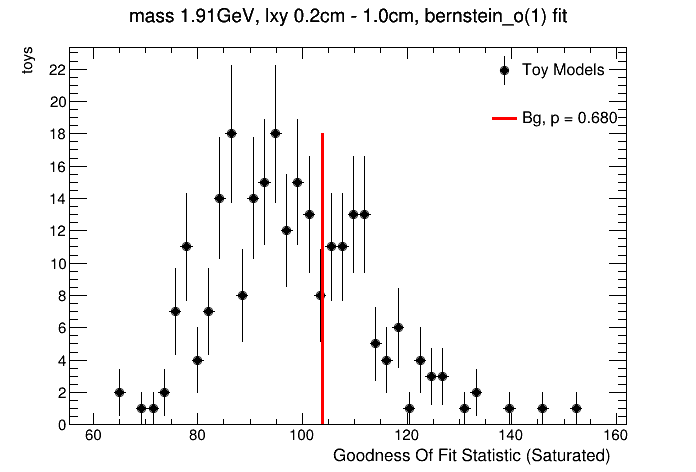 mass 1.91GeV, lxy 0.2cm - 1.0cm, bernstein_o(1) fit
toys
Toy Models
Bg, p = 0.680
22
20
18
16
14
12
10
8
6
4
2
0
60 80 100 120 140 160
Goodness Of Fit Statistic (Saturated)